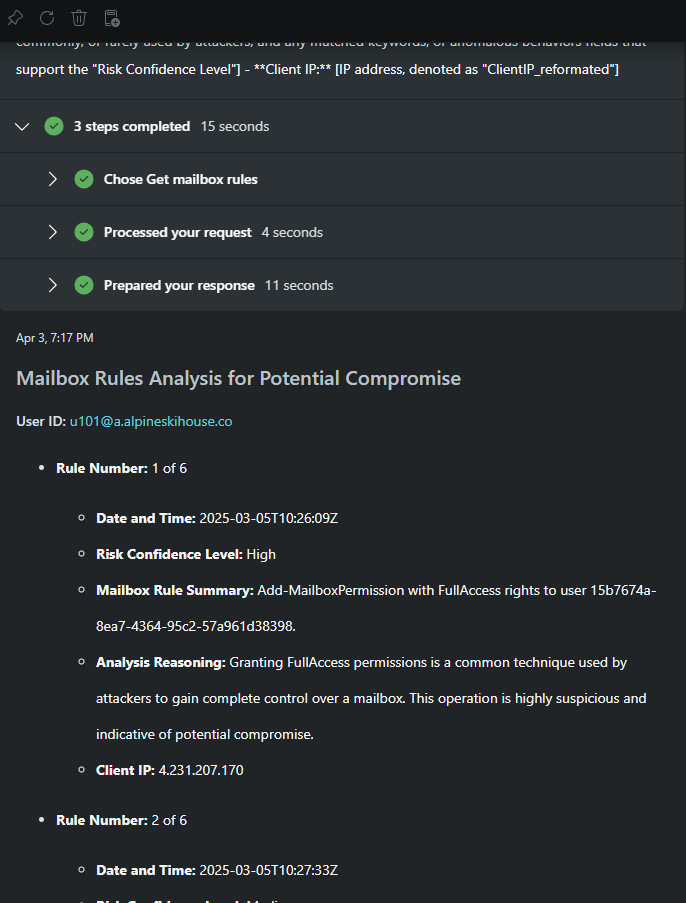 commonly, or rarely used by attackers, and any matched keywords, or anomalous behaviors fields that
support the "Risk Confidence Level"] - **Client IP:** [IP address, denoted as "ClientIP_reformated"]
3 steps completed 15 seconds
Chose Get mailbox rules
Processed your request 4 seconds
Prepared your response 11 seconds
Apr 3, 7:17 PM
Mailbox Rules Analysis for Potential Compromise
User ID: u101@a.alpineskihouse.co
• Rule Number: 1 of 6
○ Date and Time: 2025-03-05T10:26:09Z
○ Risk Confidence Level: High
○ Mailbox Rule Summary: Add-MailboxPermission with FullAccess rights to user 15b7674a-
8ea7-4364-95c2-57a961d38398.
○ Analysis Reasoning: Granting FullAccess permissions is a common technique used by
attackers to gain complete control over a mailbox. This operation is highly suspicious and
indicative of potential compromise.
○ Client IP: 4.231.207.170
• Rule Number: 2 of 6
○ Date and Time: 2025-03-05T10:27:33Z